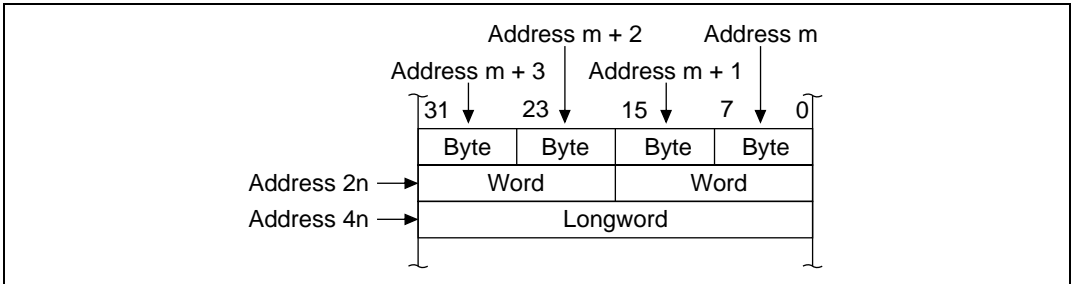 Address m + 2 Address m
Address m + 3 Address m + 1
31 23 15 7 0
Byte Byte Byte Byte
Address 2n Word Word
Address 4n Longword